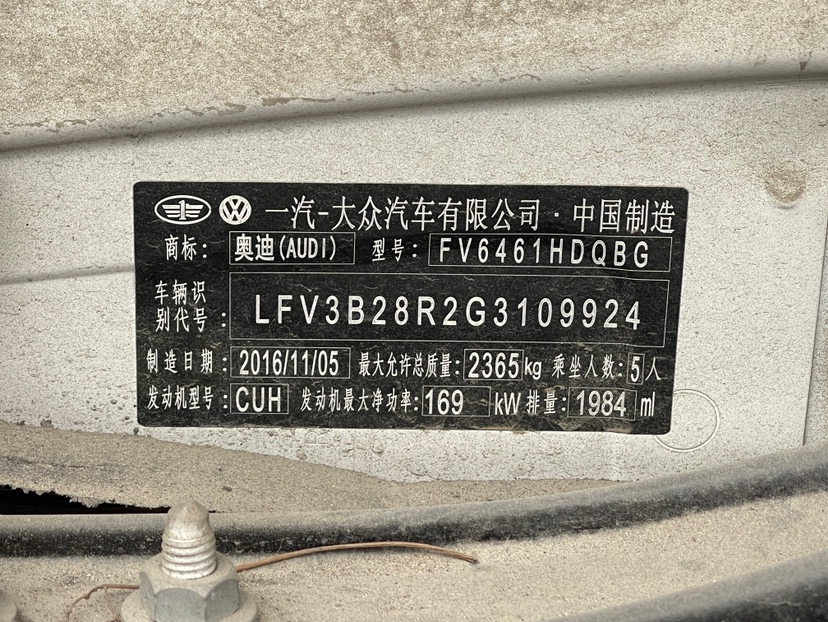 一汽-大众汽车有限公司·中国制造
商标: 奥迪(AUDI) 型号: FV6461HDQBG
车辆识
别代号: LFV3B28R2G3109924
制造日期: 2016/11/05 最大允许总质量: 2365kg 乘坐人数: 5人
发动机型号: CUH 发动机最大净功率: 169 kW 排量: 1984 ml